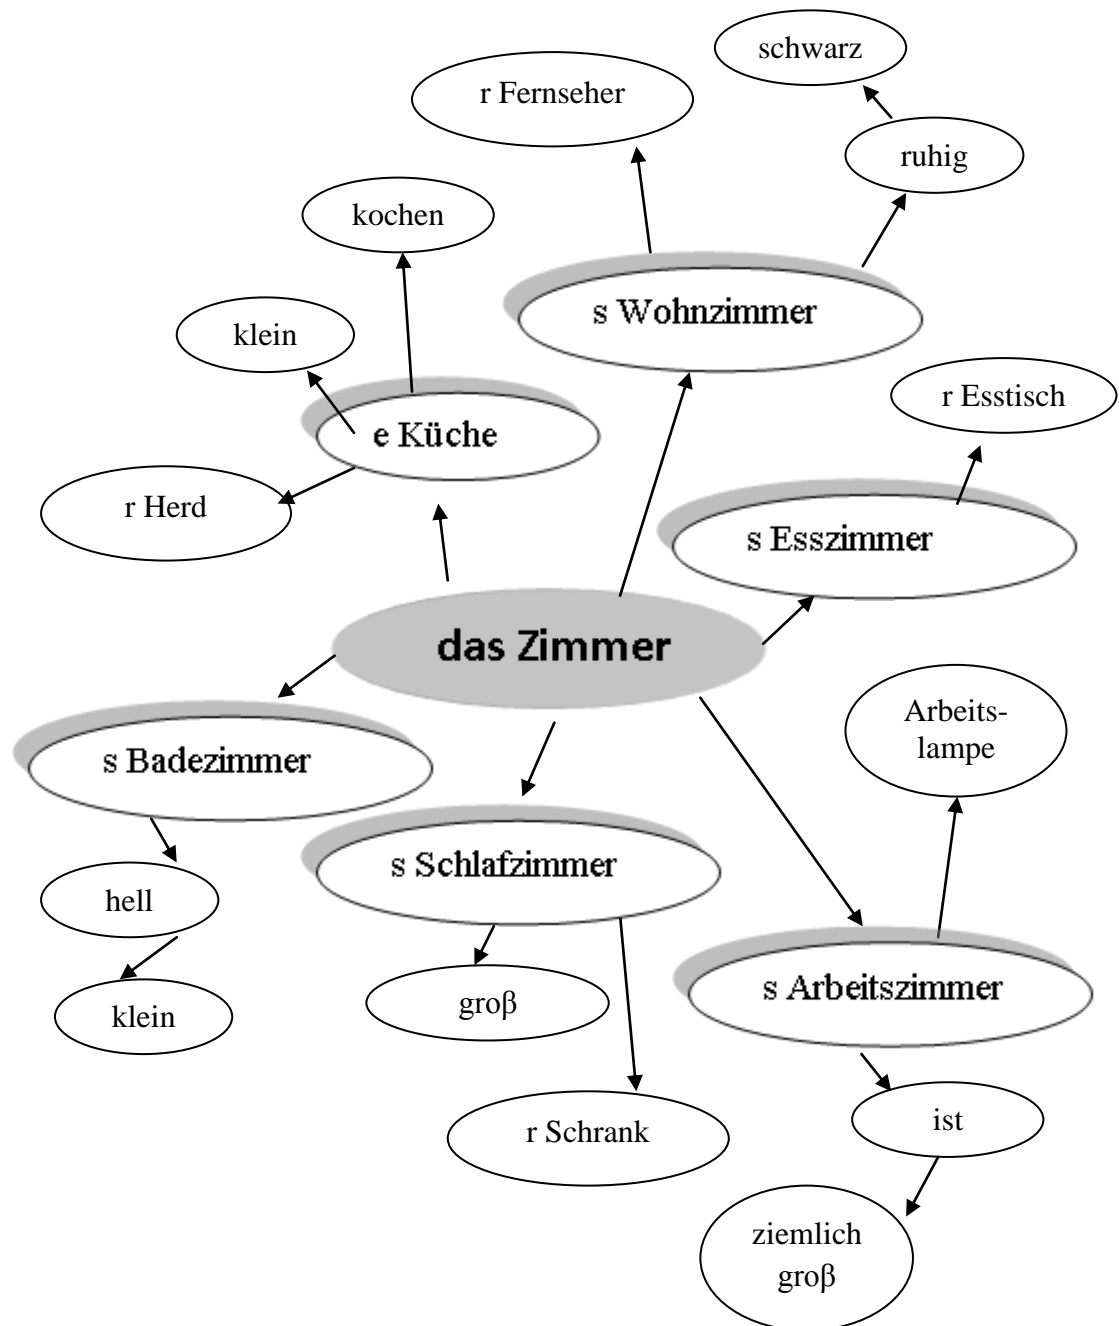 schwarz
r Fernseher
ruhig
kochen
s Wohnzimmer
klein
r Esstisch
e Küche
r Herd
s Esszimmer
das Zimmer
Arbeits-
lampe
s Badezimmer
s Schlafzimmer
hell
s Arbeitszimmer
groβ
klein
ist
r Schrank
ziemlich
groβ